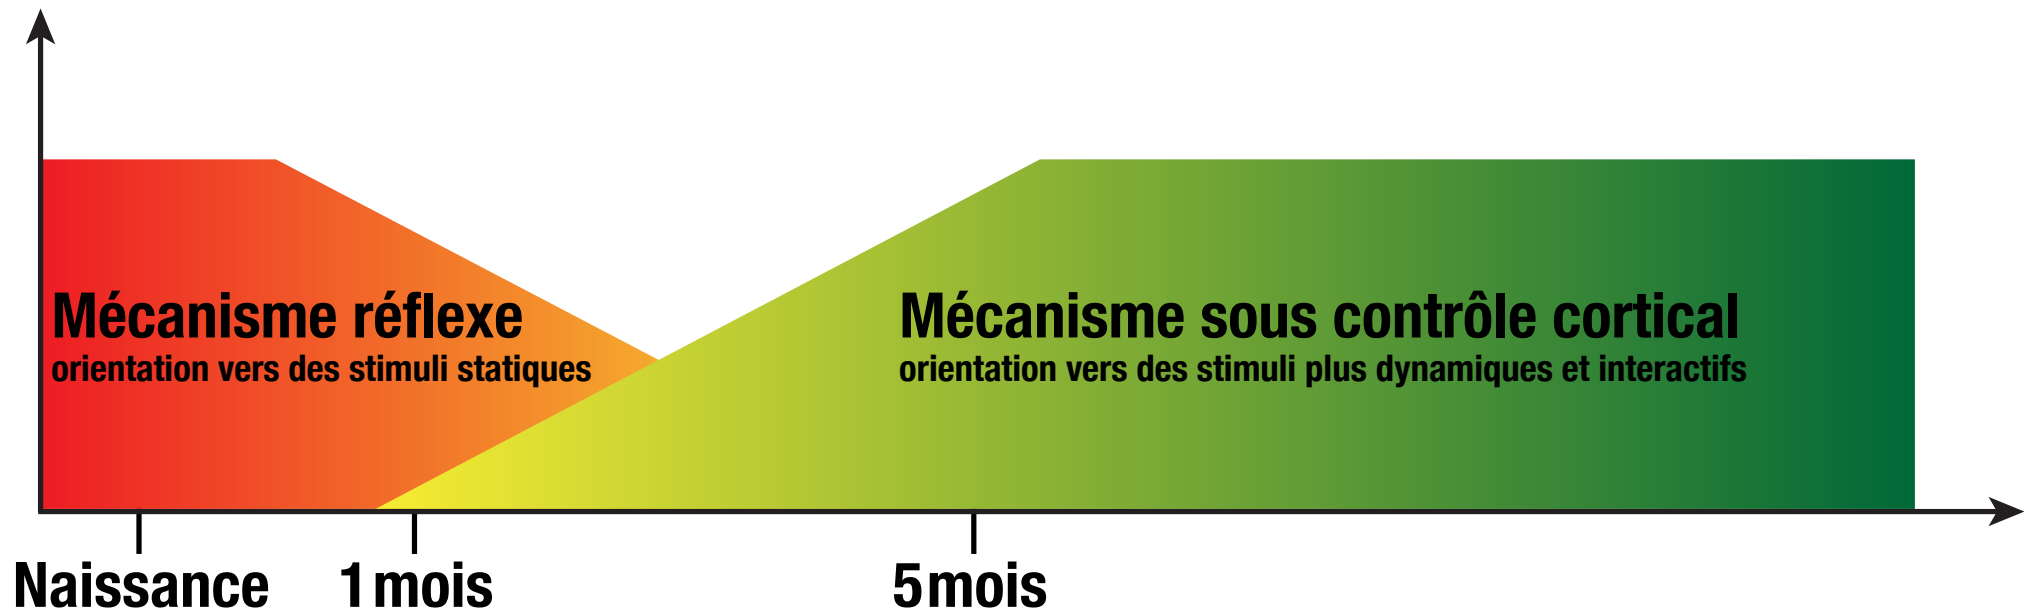 Mécanisme réflexe
orientation vers des stimuli statiques
Mécanisme sous contrôle cortical
orientation vers des stimuli plus dynamiques et interactifs
Naissance
1 mois
5 mois